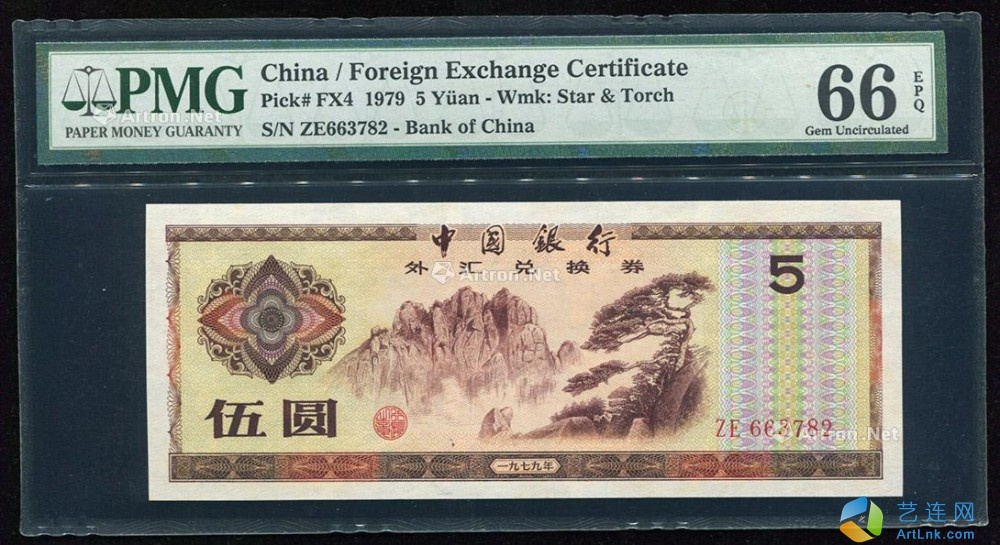 PMG
PAPER MONEY GUARANTY
China / Foreign Exchange Certificate
Pick# FX4 1979 5 Yüan - Wmk: Star & Torch
S/N ZE663782 - Bank of China
66
EPQ
Gem Uncirculated
Artron.Net
中國銀行
外汇兑换券
Artron.Net
5
伍圆
ZE 663782
Artron.Net
一九七九年
艺连网
ArtLnk.com